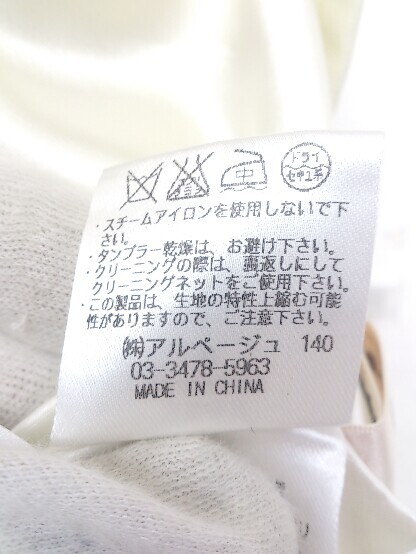 中
ドライ
セキユ系
・スチームアイロンを使用しないで下
さい。
・タンブラー乾燥は、お避け下さい。
・クリーニングの際は、裏返しにして
クリーニングネットをご使用下さい。
・この製品は、生地の特性上縮む可能
性がありますので、ご注意下さい。
㈱アルページュ 140
03-3478-5963
MADE IN CHINA